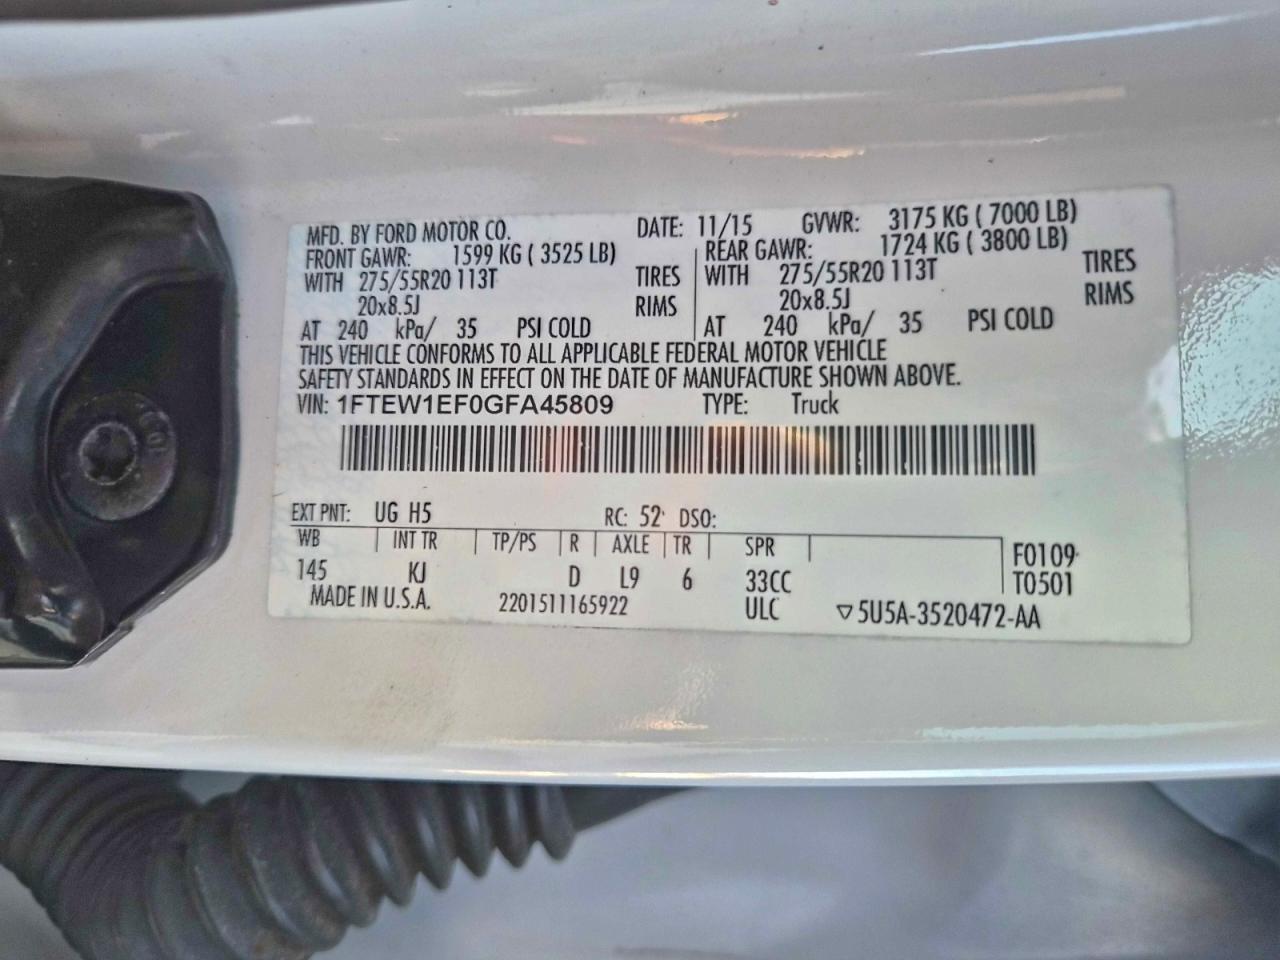 MFD. BY FORD MOTOR CO. DATE: 11/15 GVWR: 3175 KG ( 7000 LB)
FRONT GAWR: 1599 KG ( 3525 LB) REAR GAWR: 1724 KG ( 3800 LB)
WITH 275/55R20 113T TIRES WITH 275/55R20 113T TIRES
20x8.5J RIMS 20x8.5J RIMS
AT 240 kPa/ 35 PSI COLD AT 240 kPa/ 35 PSI COLD
THIS VEHICLE CONFORMS TO ALL APPLICABLE FEDERAL MOTOR VEHICLE
SAFETY STANDARDS IN EFFECT ON THE DATE OF MANUFACTURE SHOWN ABOVE.
VIN: 1FTEW1EF0GFA45809 TYPE: Truck
EXT PNT: UG H5 RC: 52 DSO:
WB INT TR TP/PS R AXLE TR SPR F0109
145 KJ D L9 6 33CC T0501
MADE IN U.S.A. 2201511165922 ULC ▽5U5A-3520472-AA